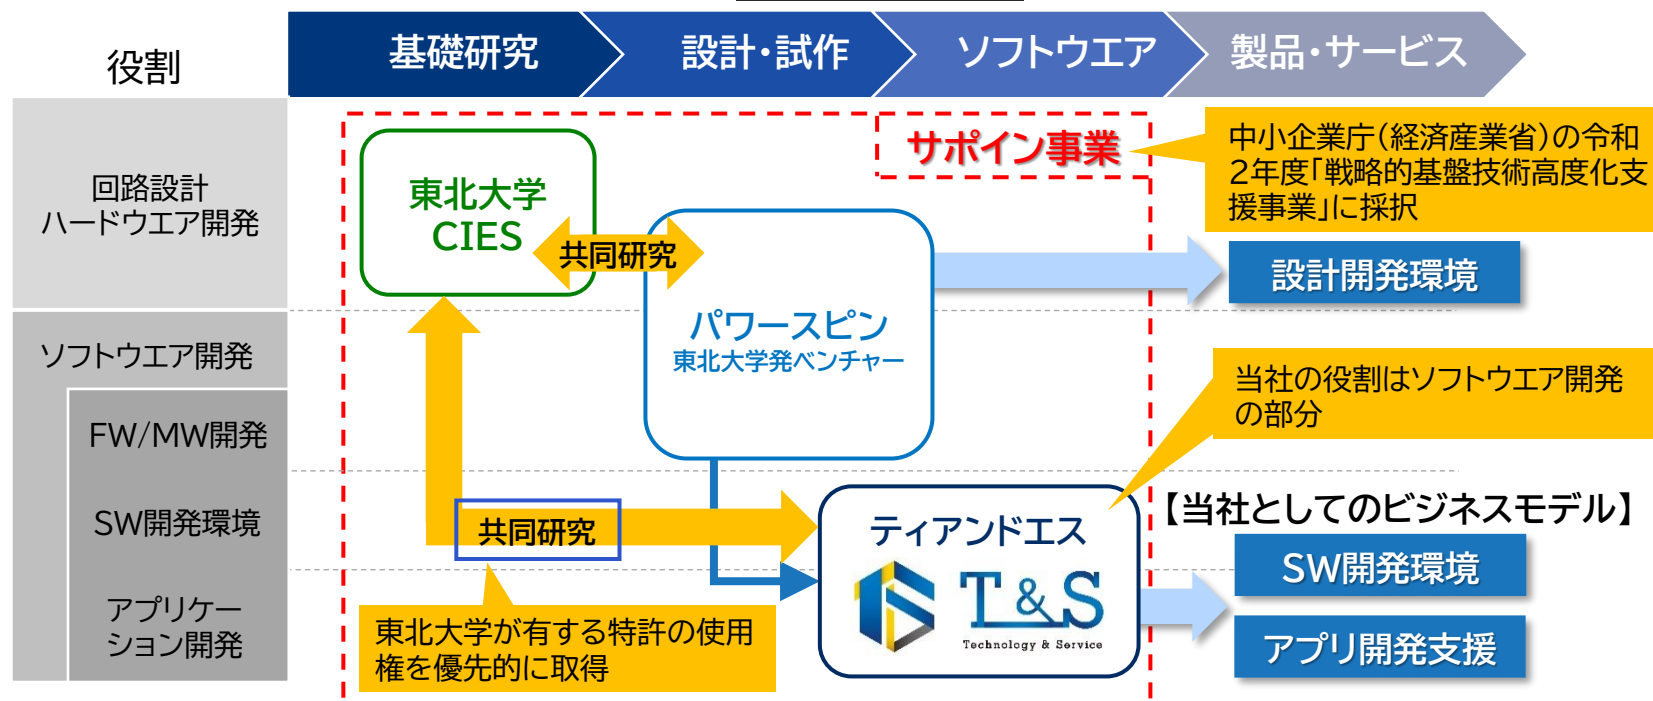 役割
基礎研究
設計・試作
ソフトウエア
製品・サービス
回路設計
ハードウエア開発
ソフトウエア開発
FW/MW開発
SW開発環境
アプリケー
ション開発
サポイン事業
中小企業庁（経済産業省）の令和
2年度「戦略的基盤技術高度化支
援事業」に採択
東北大学
CIES
共同研究
パワースピン
東北大学発ベンチャー
設計開発環境
当社の役割はソフトウエア開発
の部分
共同研究
東北大学が有する特許の使用
権を優先的に取得
ティアンドエス
T&S
Technology & Service
【当社としてのビジネスモデル】
SW開発環境
アプリ開発支援